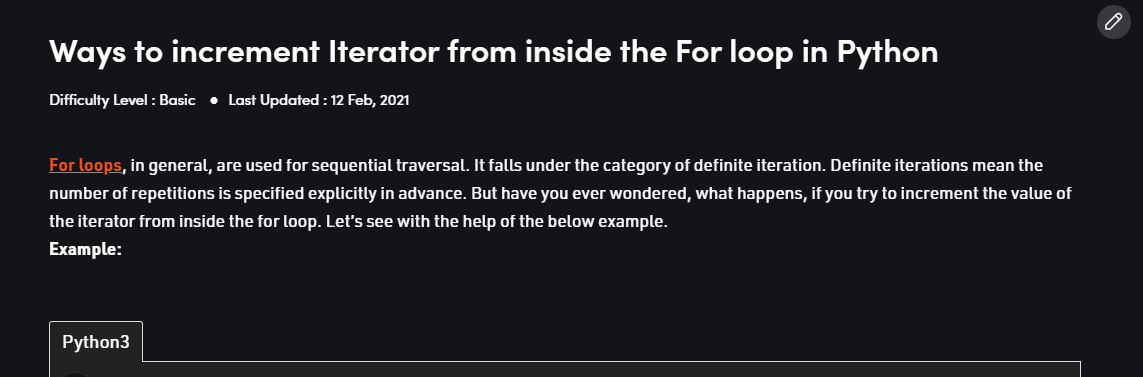 Ways to increment Iterator from inside the For loop in Python
Difficulty Level : Basic ● Last Updated : 12 Feb, 2021
For loops, in general, are used for sequential traversal. It falls under the category of definite iteration. Definite iterations mean the
number of repetitions is specified explicitly in advance. But have you ever wondered, what happens, if you try to increment the value of
the iterator from inside the for loop. Let’s see with the help of the below example.
Example:
Python3